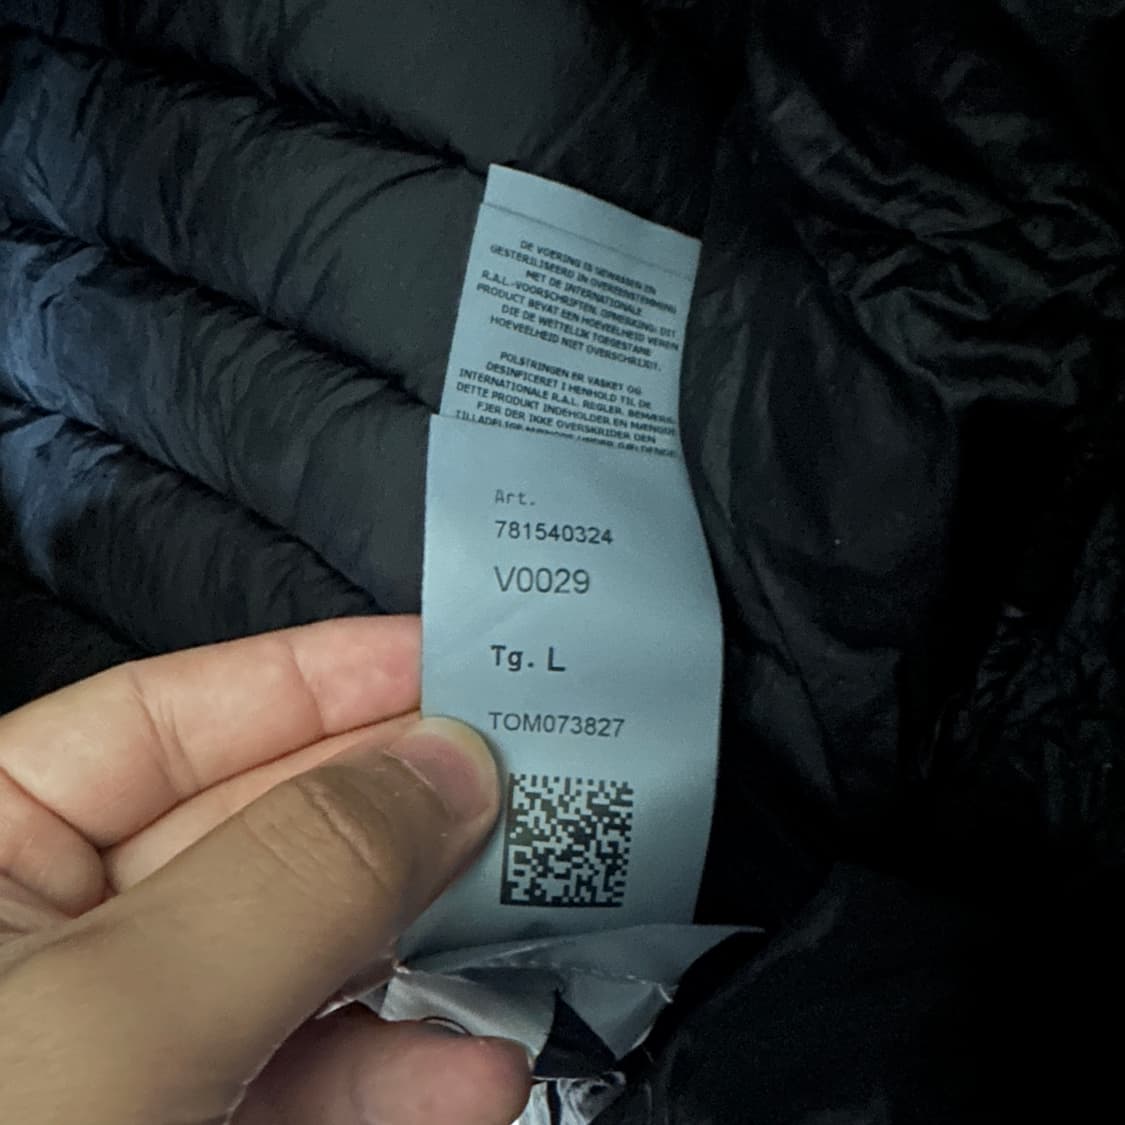 DE VOERING IS GEWASSEN EN
GESTERILISEERD IN OVEREENSTEMMING
MET DE INTERNATIONALE
R.A.L.-VOORSCHRIFTEN. OPMERKING: DIT
PRODUCT BEVAT EEN HOEVEELHEID VEREN
DIE DE WETTELIJK TOEGESTANE
HOEVEELHEID NIET OVERSCHRIJDT.
POLSTRINGEN ER VASKET OG
DESINFICERET I HENHOLD TIL DE
INTERNATIONALE R.A.L. REGLER. BEMÆRK:
DETTE PRODUKT INDEHOLDER EN MÆNGDE
FJER DER IKKE OVERSKRIDER DEN
Art.
781540324
V0029
Tg. L
TOM073827